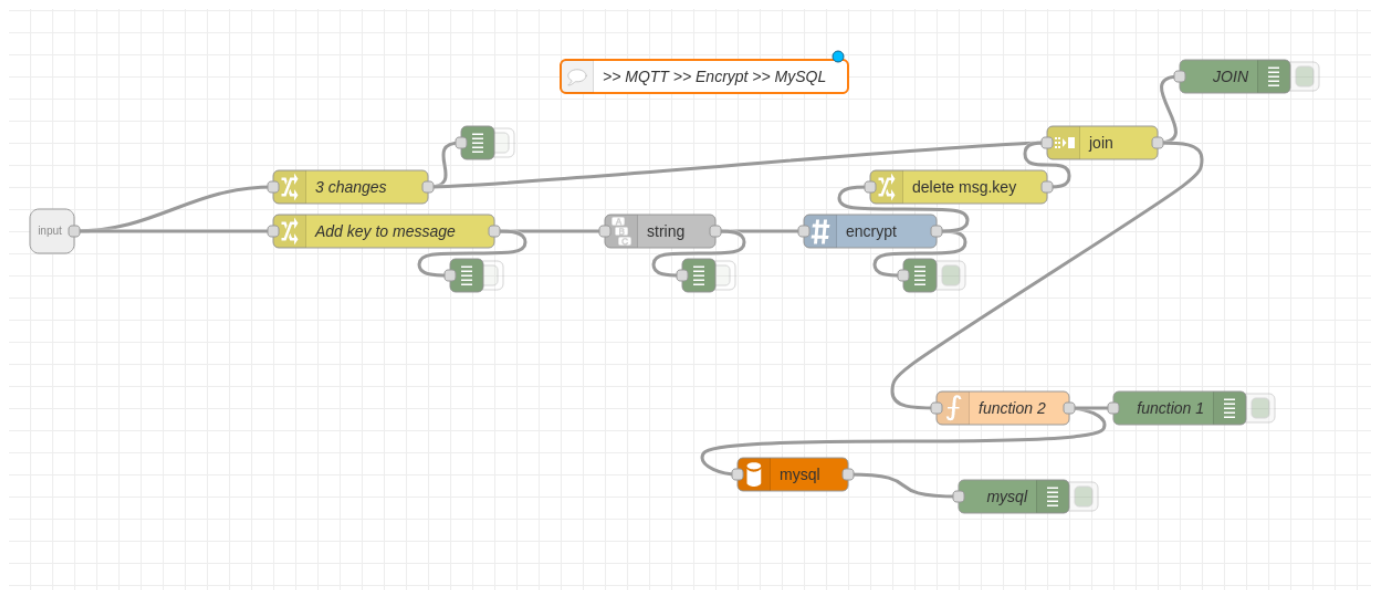 >> MQTT >> Encrypt >> MySQL
JOIN
join
3 changes
delete msg.key
input
Add key to message
string
encrypt
function 2
function 1
mysql
mysql